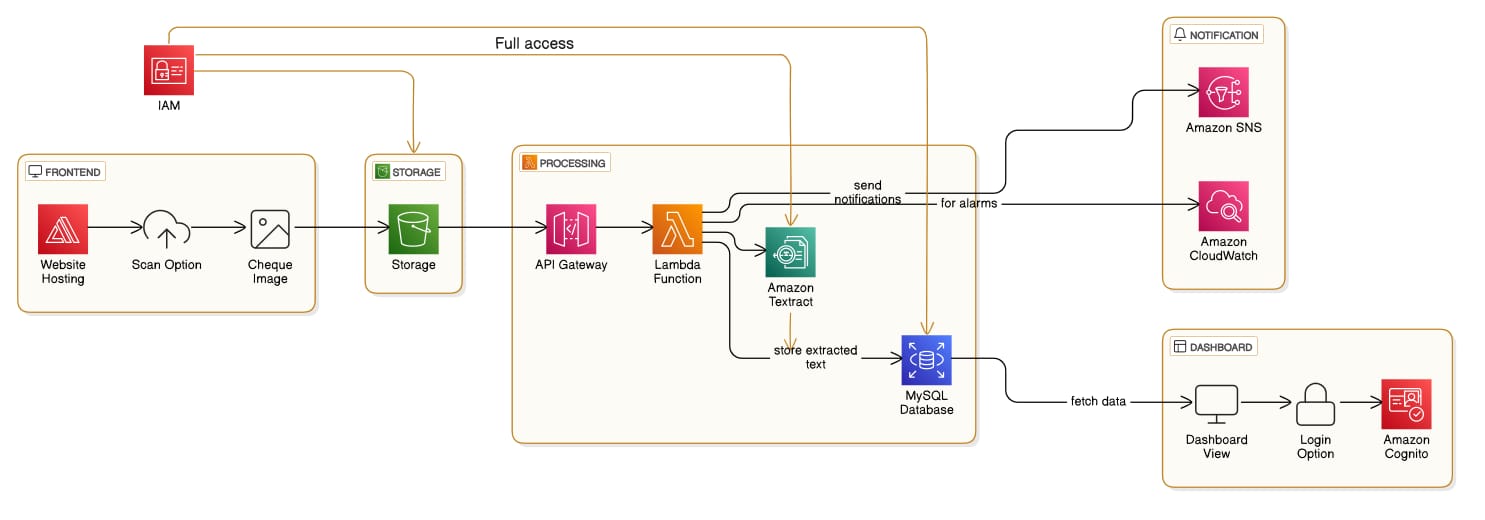 Full access
IAM
NOTIFICATION
Amazon SNS
Amazon
CloudWatch
FRONTEND
Website
Hosting
Scan Option
Cheque
Image
STORAGE
Storage
PROCESSING
API Gateway
Lambda
Function
send
notifications
for alarms
Amazon
Textract
store extracted
text
MySQL
Database
fetch data
DASHBOARD
Dashboard
View
Login
Option
Amazon
Cognito